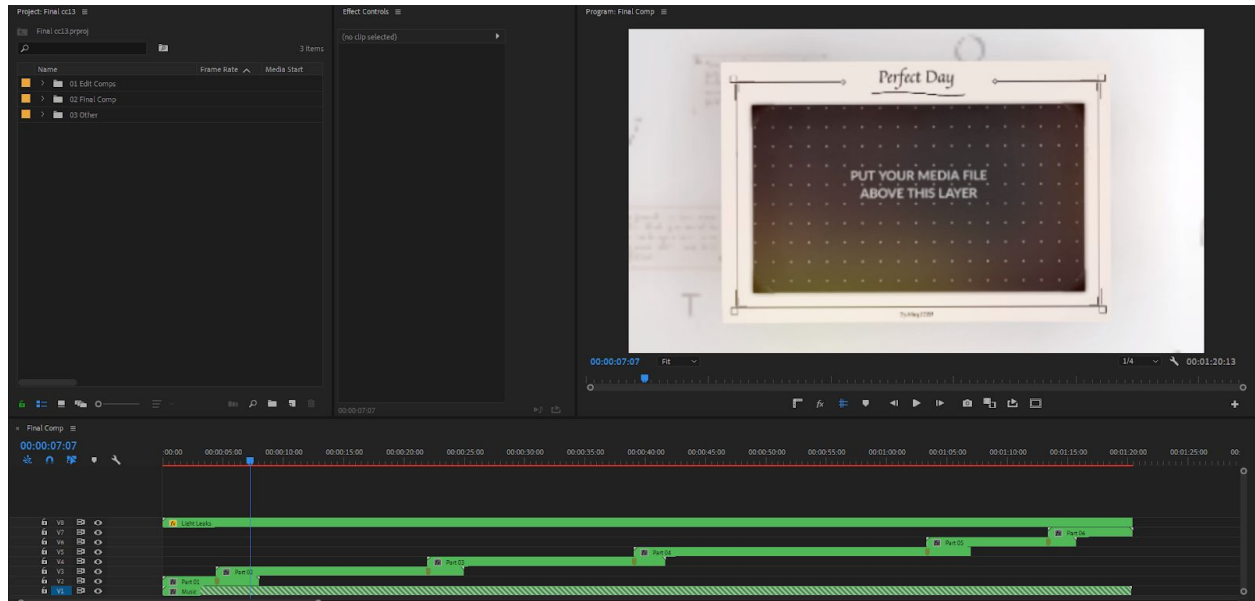 Project: Final cc13
Final cc13.prproj
3 Items
Name Frame Rate Media Start
01 Edit Comps
02 Final Comp
03 Other
Effect Controls
(no clip selected)
00:00:07:07
Program: Final Comp
Perfect Day
PUT YOUR MEDIA FILE
ABOVE THIS LAYER
T
00:00:07:07 Fit 1/4 00:01:20:13
fx
× Final Comp
00:00:07:07
:00:00 00:00:05:00 00:00:10:00 00:00:15:00 00:00:20:00 00:00:25:00 00:00:30:00 00:00:35:00 00:00:40:00 00:00:45:00 00:00:50:00 00:00:55:00 00:01:00:00 00:01:05:00 00:01:10:00 00:01:15:00 00:01:20:00 00:01:25:00 00:
V8 fx Light Leaks
V7 Part 06
V6 Part 05
V5 Part 04
V4 Part 03
V3 Part 02
V2 Part 01
V1 Music